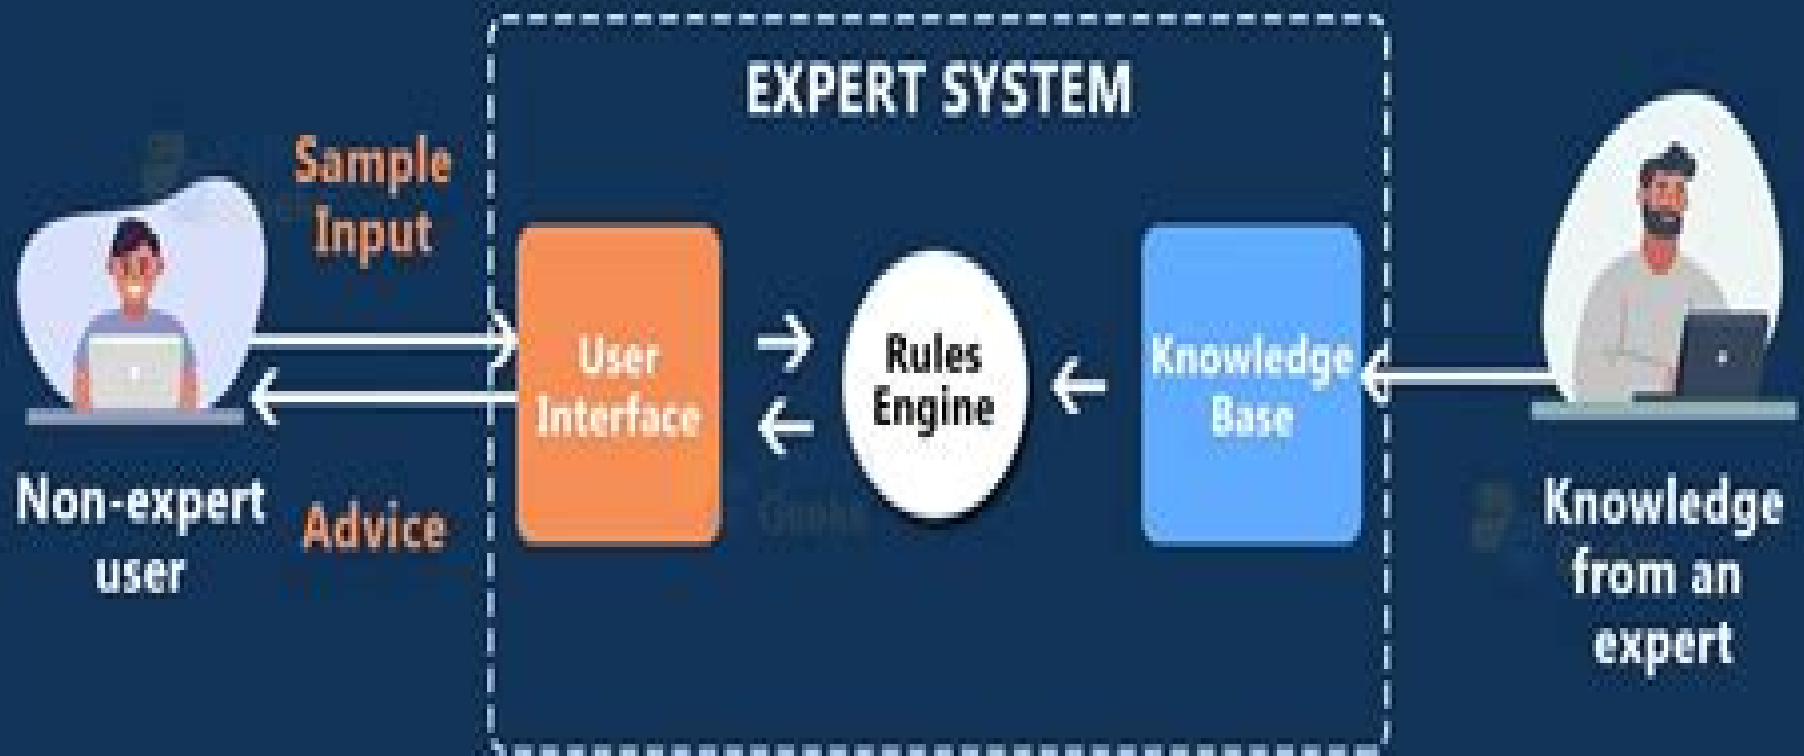 EXPERT SYSTEM
Sample
Input
User
Interface
Rules
Engine
Knowledge
Base
Non-expert
user
Advice
Knowledge
from an
expert